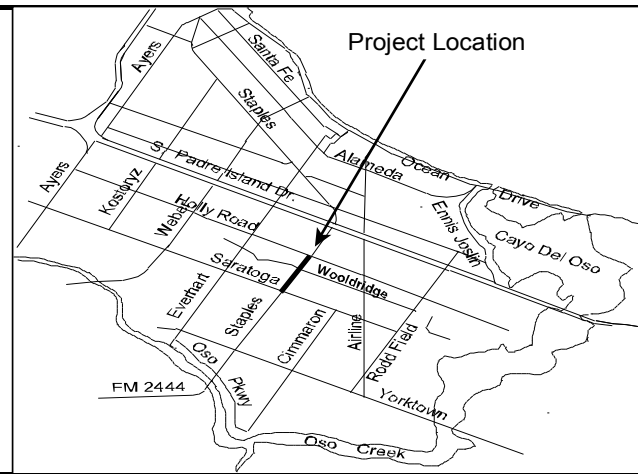 Project Location
Santa Fe
Ayers
Staples
Alameda
Ocean
Drive
S. Padre Island Dr.
Ayers
Kostoryz
Weber
Holly Road
Ennis Joslin
Cayo Del Oso
Saratoga
Wooldridge
Everhart
Staples
Cimmaron
Airline
Rodd Field
Oso
Pkwy
Yorktown
FM 2444
Oso Creek